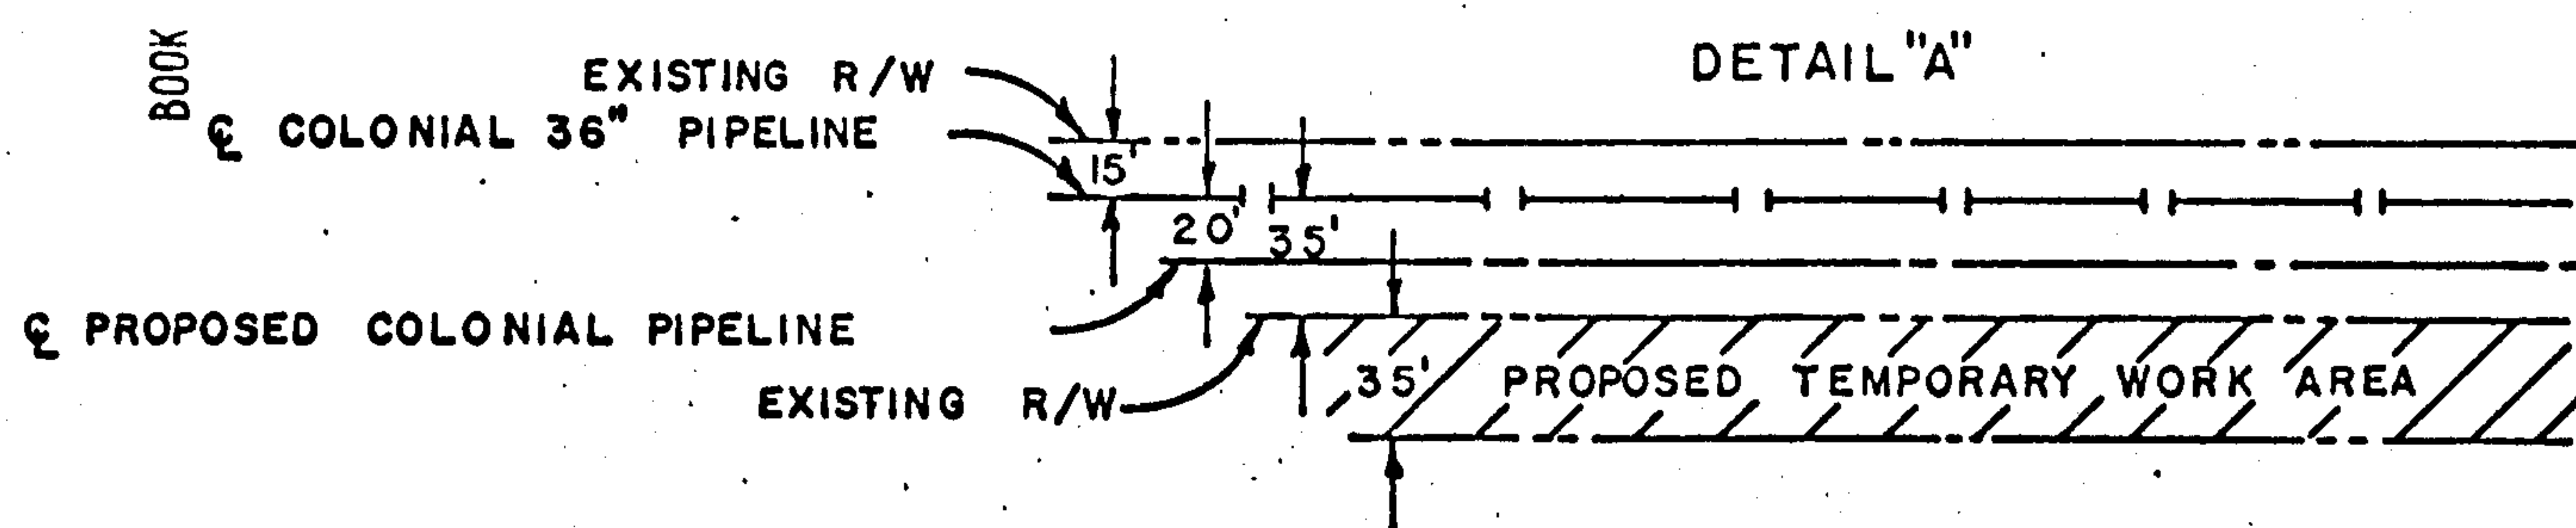 BOOK
DETAIL "A"
EXISTING R/W
℄ COLONIAL 36" PIPELINE
15'
20'
35'
℄ PROPOSED COLONIAL PIPELINE
EXISTING R/W
35'
PROPOSED TEMPORARY WORK AREA